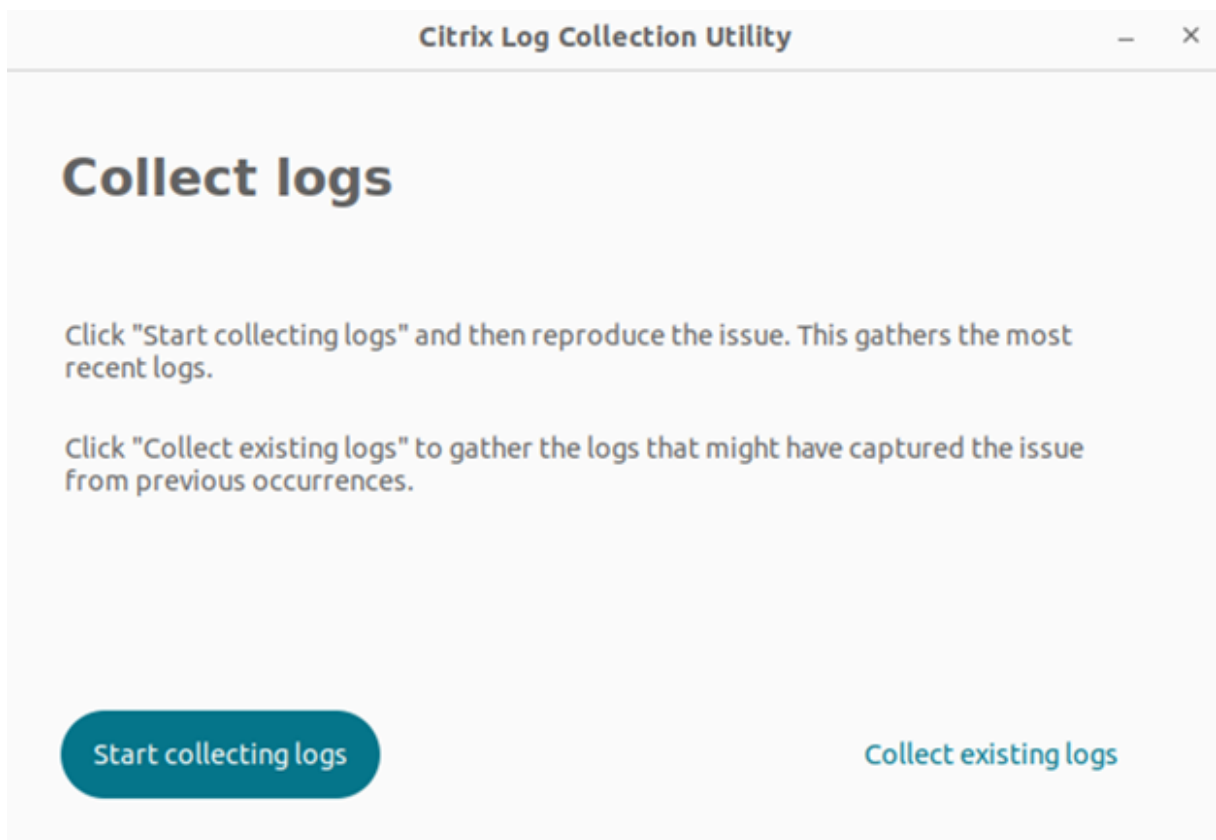 Citrix Log Collection Utility
Collect logs
Click "Start collecting logs" and then reproduce the issue. This gathers the most
recent logs.
Click "Collect existing logs" to gather the logs that might have captured the issue
from previous occurrences.
Start collecting logs
Collect existing logs